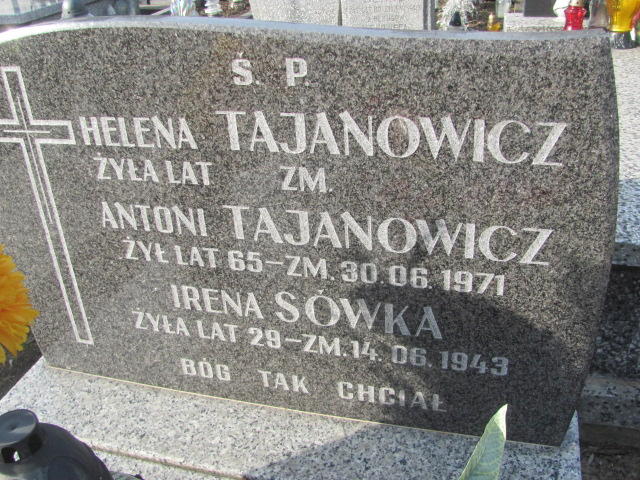 Ś. P.
HELENA TAJANOWICZ
ŻYŁA LAT ZM.
ANTONI TAJANOWICZ
ŻYŁ LAT 65-ZM. 30.06.1971
IRENA SÓWKA
ŻYŁA LAT 29-ZM.14.06.1943
BÓG TAK CHCIAŁ